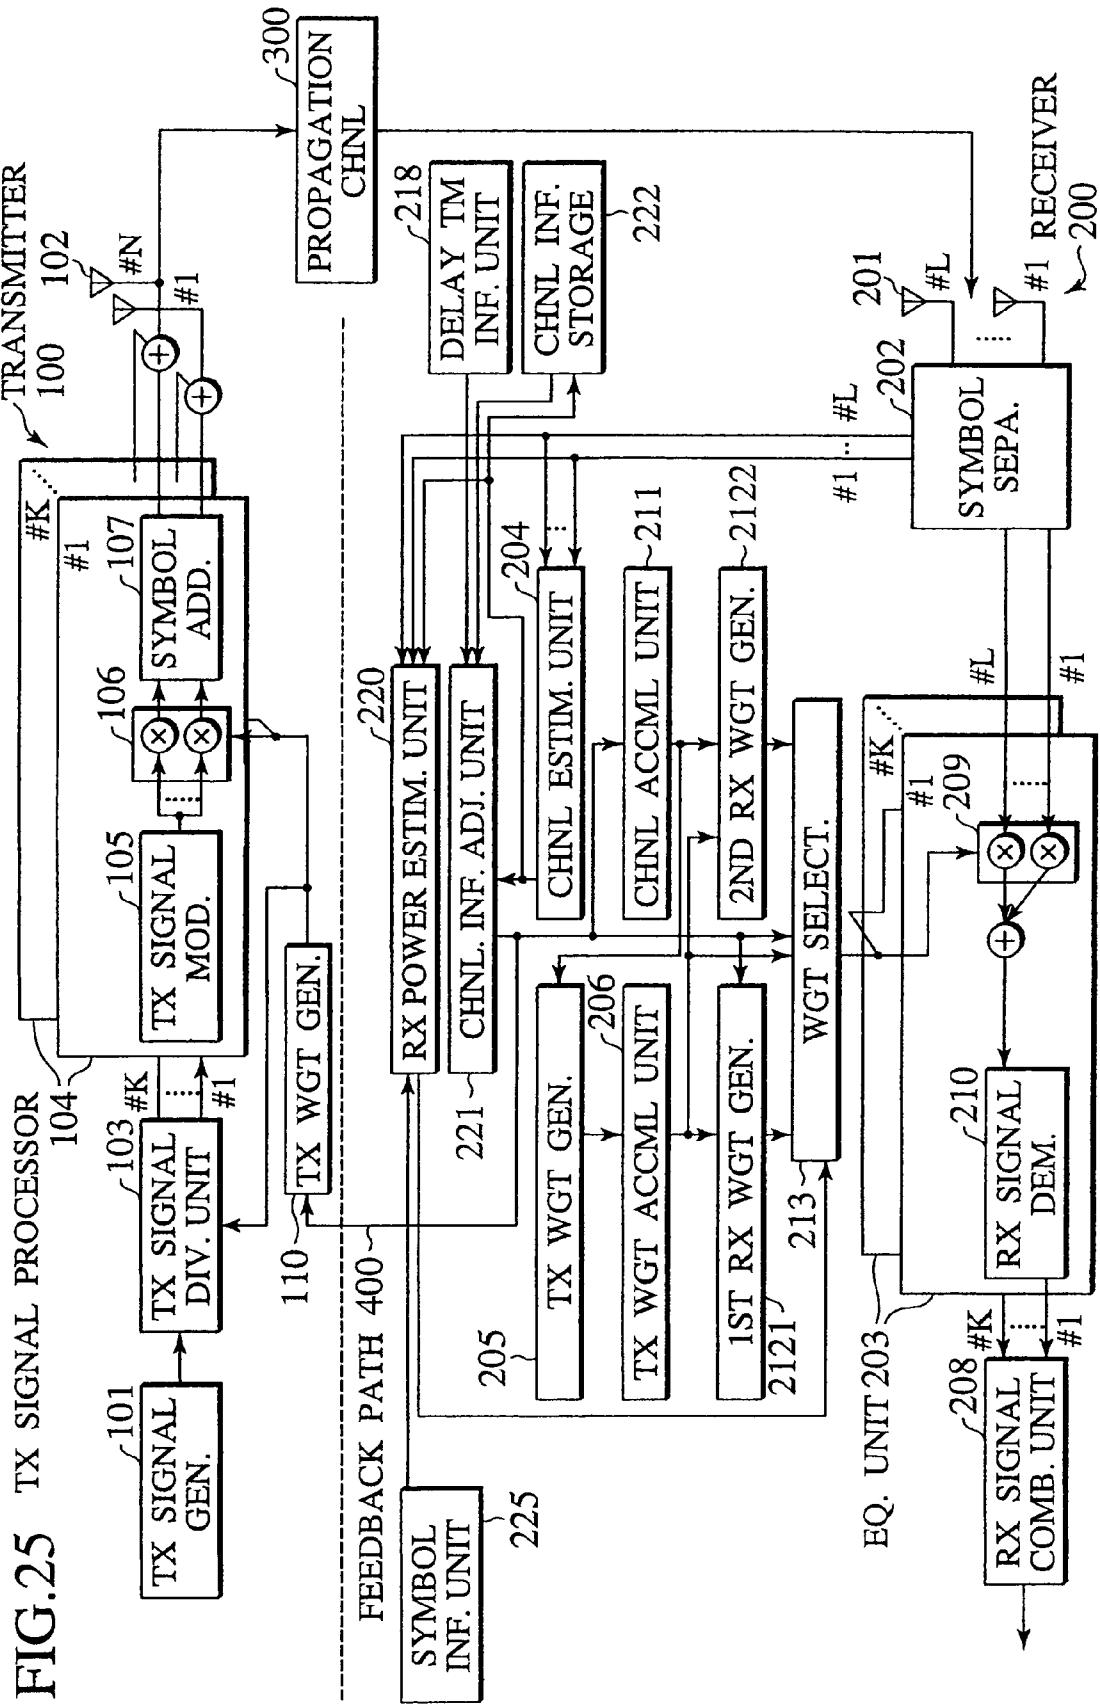 FIG.25
TX SIGNAL PROCESSOR
TRANSMITTER
100
104
#K
#1
101
TX SIGNAL
GEN.
103
TX SIGNAL
DIV. UNIT
#K
#1
105
TX SIGNAL
MOD.
106
107
SYMBOL
ADD.
102
#N
#1
110
TX WGT GEN.
300
PROPAGATION
CHNL
FEEDBACK PATH 400
SYMBOL
INF. UNIT
225
220
RX POWER ESTIM. UNIT
221
CHNL. INF. ADJ. UNIT
218
DELAY TM
INF. UNIT
CHNL INF.
STORAGE
222
204
CHNL ESTIM. UNIT
205
TX WGT GEN.
206
TX WGT ACCML UNIT
211
CHNL ACCML UNIT
2121
1ST RX WGT GEN.
2122
2ND RX WGT GEN.
213
WGT SELECT.
#1
#L
201
#L
#1
RECEIVER
200
202
SYMBOL
SEPA.
#L
#1
EQ. UNIT 203
#K
#1
209
210
RX SIGNAL
DEM.
#K
#1
208
RX SIGNAL
COMB. UNIT